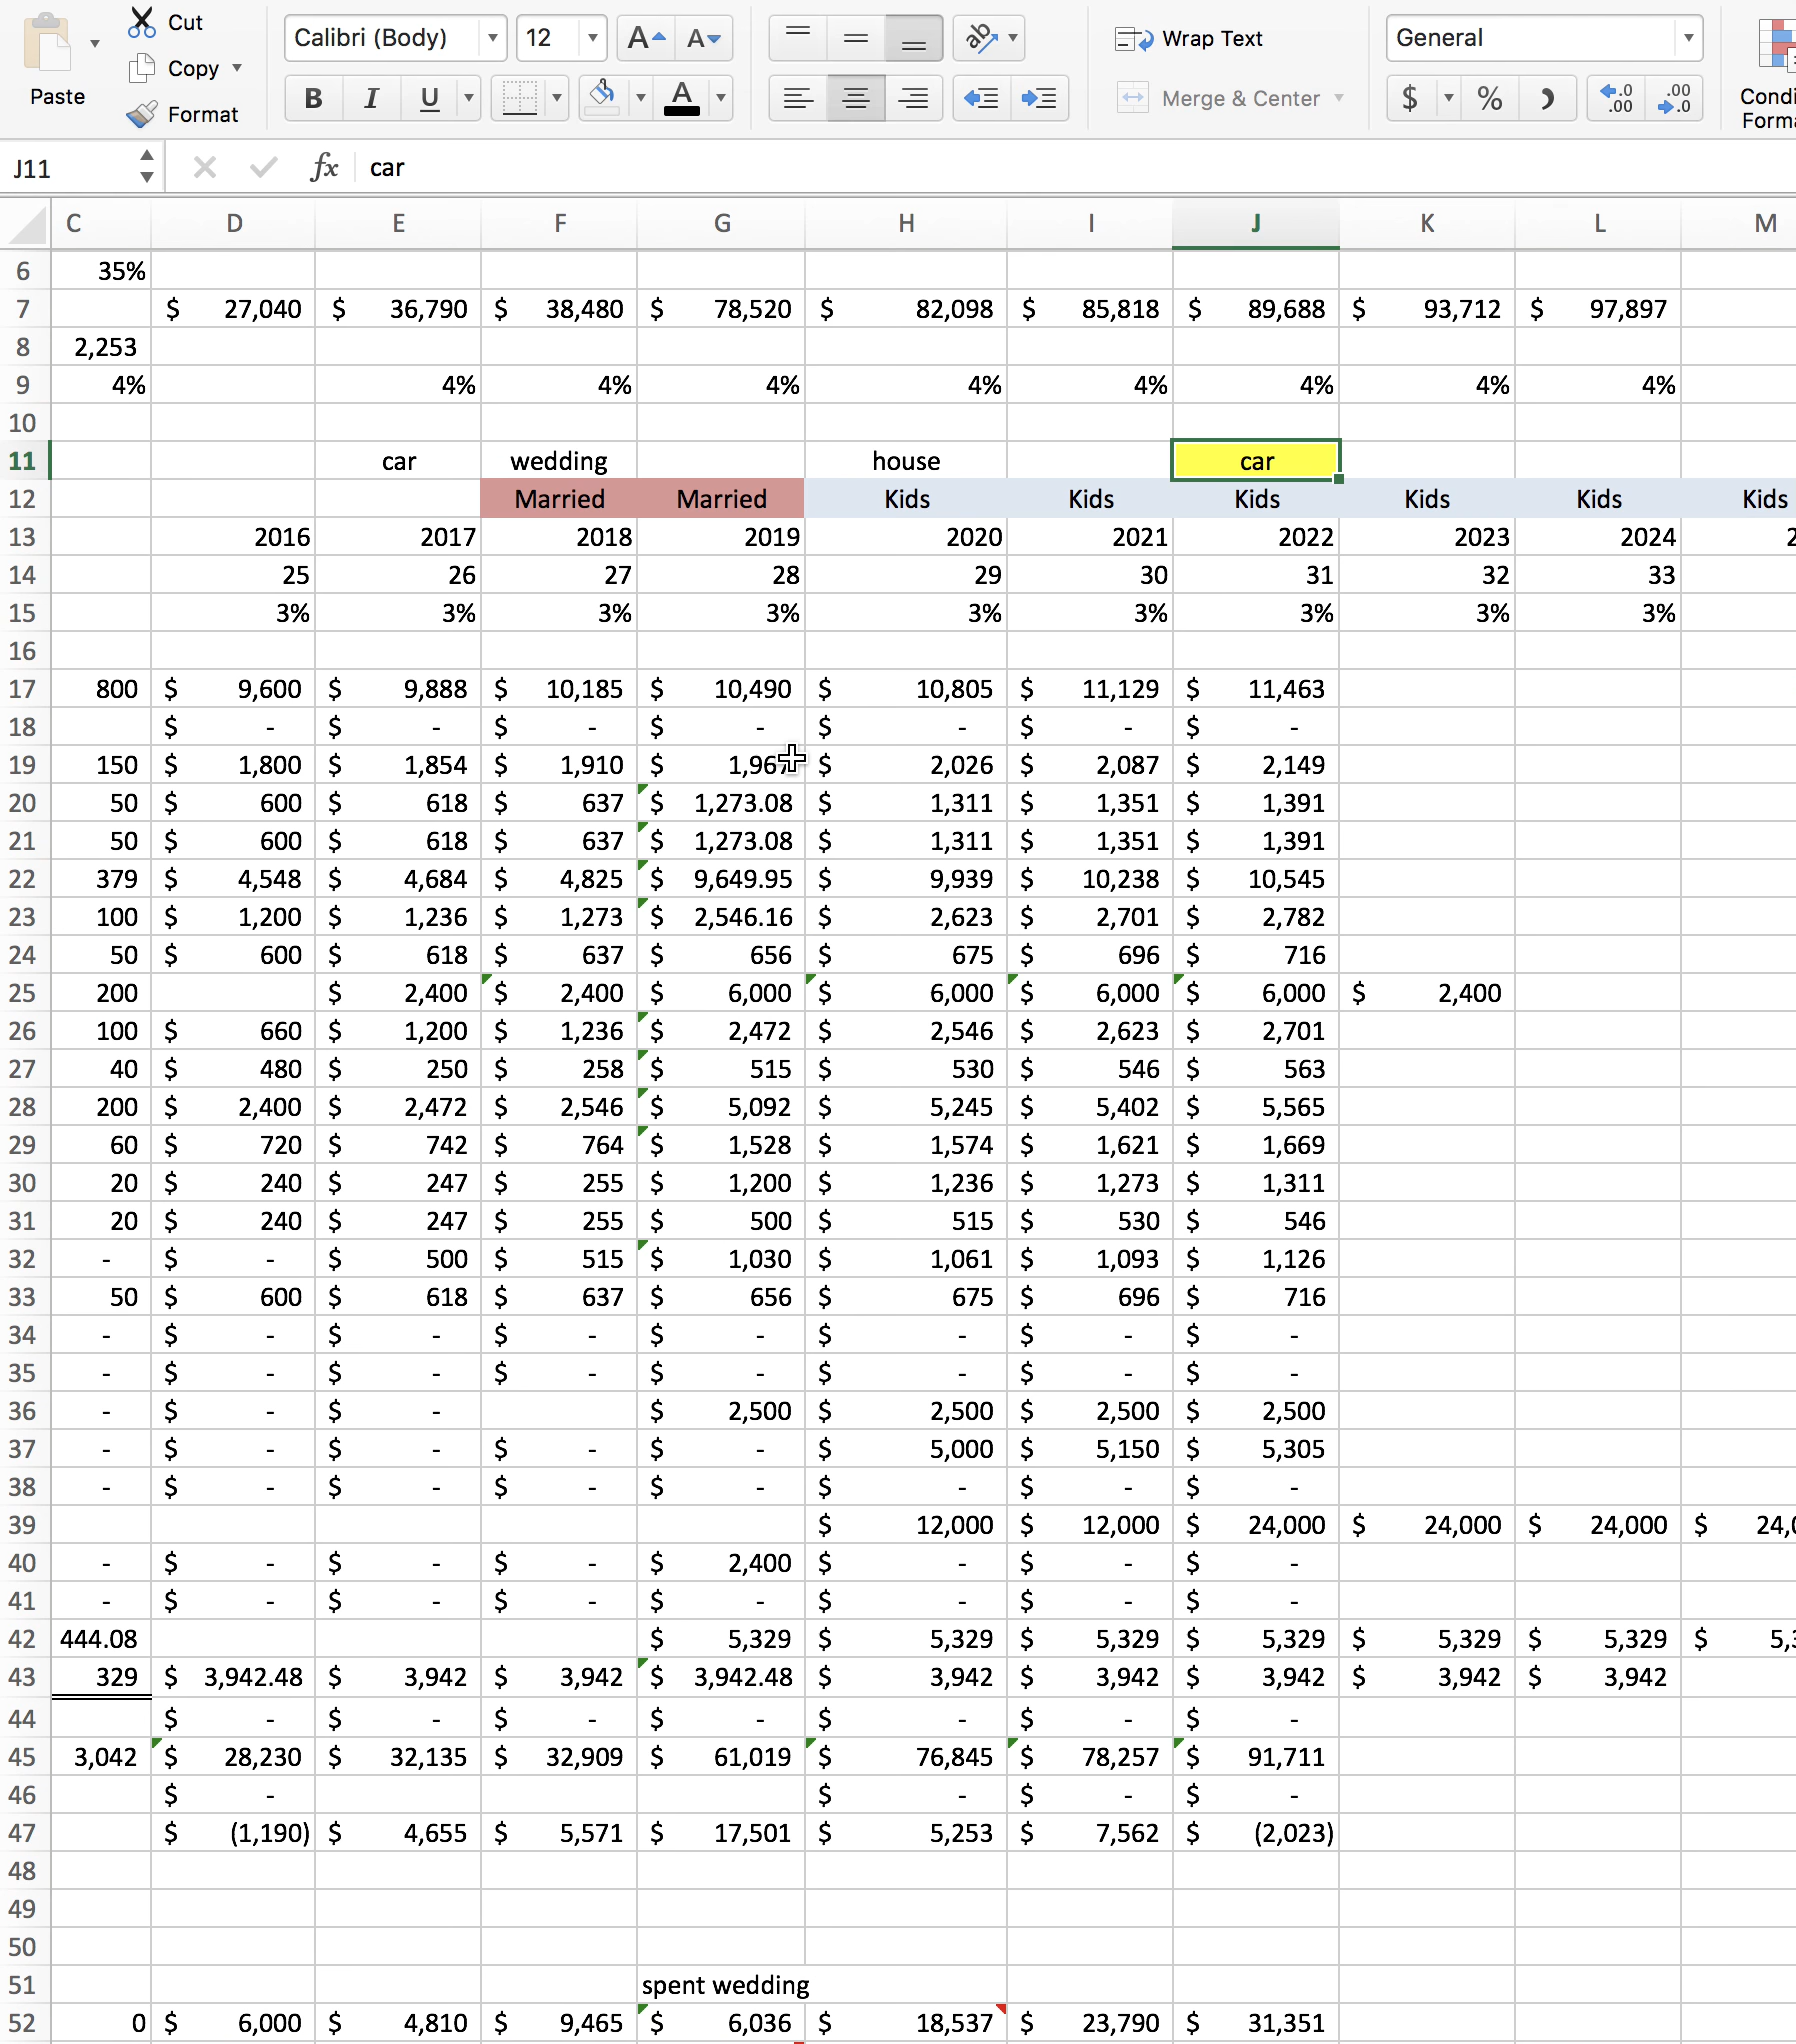 Cut
Calibri (Body) 12 A A ab Wrap Text General
Copy
Paste B I U A Merge & Center $ % .0 .00 .00 .0
Format
J11 fx car
C D E F G H I J K L M
6 35%
7 $ 27,040 $ 36,790 $ 38,480 $ 78,520 $ 82,098 $ 85,818 $ 89,688 $ 93,712 $ 97,897
8 2,253
9 4% 4% 4% 4% 4% 4% 4% 4% 4%
10
11 car wedding house car
12 Married Married Kids Kids Kids Kids Kids Kids
13 2016 2017 2018 2019 2020 2021 2022 2023 2024
14 25 26 27 28 29 30 31 32 33
15 3% 3% 3% 3% 3% 3% 3% 3% 3%
16
17 800 $ 9,600 $ 9,888 $ 10,185 $ 10,490 $ 10,805 $ 11,129 $ 11,463
18 $ - $ - $ - $ - $ - $ - $ -
19 150 $ 1,800 $ 1,854 $ 1,910 $ $ 2,026 $ 2,087 $ 2,149
20 50 $ 600 $ 618 $ 637 $ 1,273.08 $ 1,311 $ 1,351 $ 1,391
21 50 $ 600 $ 618 $ 637 $ 1,273.08 $ 1,311 $ 1,351 $ 1,391
22 379 $ 4,548 $ 4,684 $ 4,825 $ 9,649.95 $ 9,939 $ 10,238 $ 10,545
23 100 $ 1,200 $ 1,236 $ 1,273 $ 2,546.16 $ 2,623 $ 2,701 $ 2,782
24 50 $ 600 $ 618 $ 637 $ 656 $ 675 $ 696 $ 716
25 200 $ 2,400 $ 2,400 $ 6,000 $ 6,000 $ 6,000 $ 6,000 $ 2,400
26 100 $ 660 $ 1,200 $ 1,236 $ 2,472 $ 2,546 $ 2,623 $ 2,701
27 40 $ 480 $ 250 $ 258 $ 515 $ 530 $ 546 $ 563
28 200 $ 2,400 $ 2,472 $ 2,546 $ 5,092 $ 5,245 $ 5,402 $ 5,565
29 60 $ 720 $ 742 $ 764 $ 1,528 $ 1,574 $ 1,621 $ 1,669
30 20 $ 240 $ 247 $ 255 $ 1,200 $ 1,236 $ 1,273 $ 1,311
31 20 $ 240 $ 247 $ 255 $ 500 $ 515 $ 530 $ 546
32 - $ - $ 500 $ 515 $ 1,030 $ 1,061 $ 1,093 $ 1,126
33 50 $ 600 $ 618 $ 637 $ 656 $ 675 $ 696 $ 716
34 - $ - $ - $ - $ - $ - $ - $ -
35 - $ - $ - $ - $ - $ - $ - $ -
36 - $ - $ - $ 2,500 $ 2,500 $ 2,500 $ 2,500
37 - $ - $ - $ - $ - $ 5,000 $ 5,150 $ 5,305
38 - $ - $ - $ - $ - $ - $ - $ -
39 $ 12,000 $ 12,000 $ 24,000 $ 24,000 $ 24,000 $
40 - $ - $ - $ - $ 2,400 $ - $ - $ -
41 - $ - $ - $ - $ - $ - $ - $ -
42 444.08 $ 5,329 $ 5,329 $ 5,329 $ 5,329 $ 5,329 $ 5,329 $
43 329 $ 3,942.48 $ 3,942 $ 3,942 $ 3,942.48 $ 3,942 $ 3,942 $ 3,942 $ 3,942 $ 3,942
44 $ - $ - $ - $ - $ - $ - $ -
45 3,042 $ 28,230 $ 32,135 $ 32,909 $ 61,019 $ 76,845 $ 78,257 $ 91,711
46 $ - $ - $ - $ -
47 $ (1,190) $ 4,655 $ 5,571 $ 17,501 $ 5,253 $ 7,562 $ (2,023)
48
49
50
51 spent wedding
52 0 $ 6,000 $ 4,810 $ 9,465 $ 6,036 $ 18,537 $ 23,790 $ 31,351